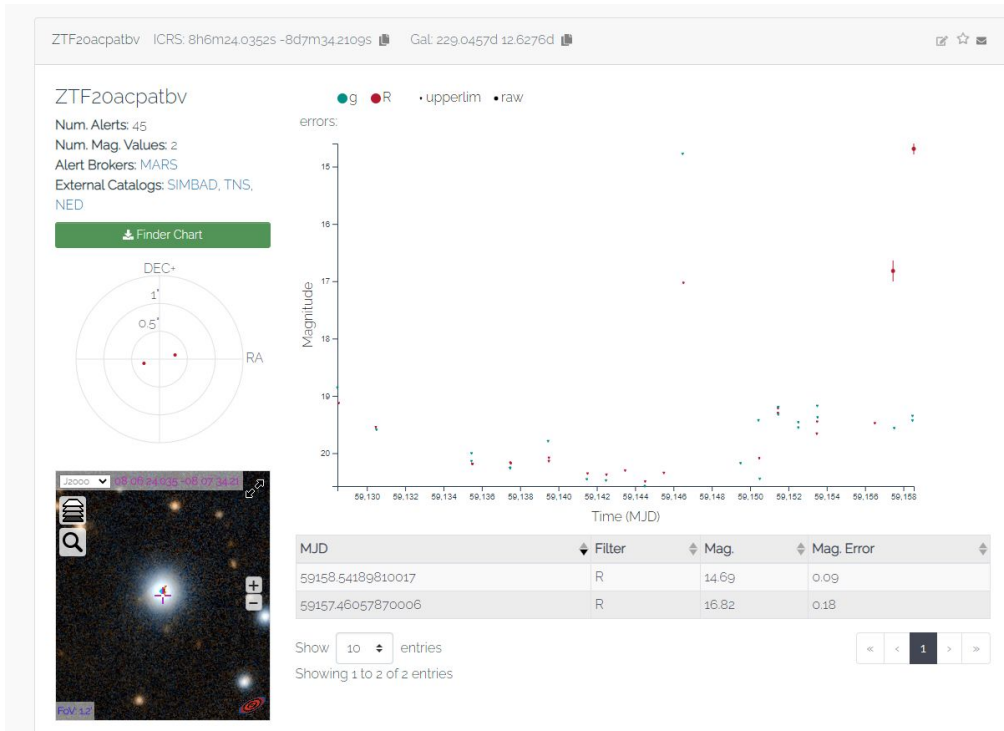 ZTF20acpatbv ICRS: 8h6m24.0352s -8d7m34.2109s Gal: 229.0457d 12.6276d
ZTF20acpatbv
Num. Alerts: 45
Num. Mag. Values: 2
Alert Brokers: MARS
External Catalogs: SIMBAD, TNS,
NED
Finder Chart
DEC+
1"
0.5"
RA
J2000 08 06 24.035 -08 07 34.21
FoV: 1.2'
g R upperlim raw
errors:
Magnitude
15
16
17
18
19
20
59,130 59,132 59,134 59,136 59,138 59,140 59,142 59,144 59,146 59,148 59,150 59,152 59,154 59,156 59,158
Time (MJD)
MJD Filter Mag. Mag. Error
59158.54189810017 R 14.69 0.09
59157.46057870006 R 16.82 0.18
Show 10 entries
« ‹ 1 › »
Showing 1 to 2 of 2 entries